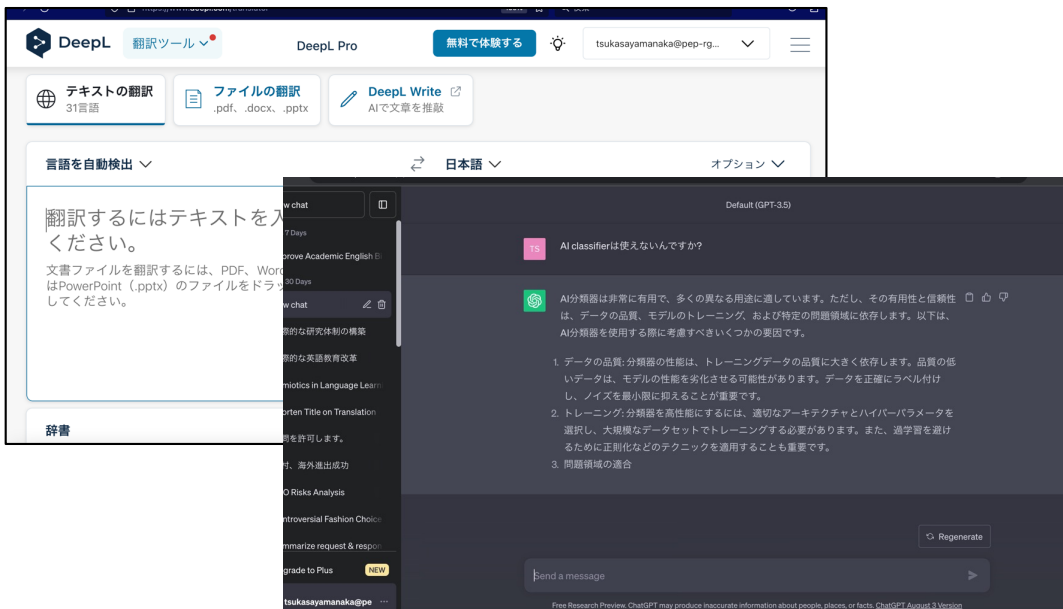 DeepL
翻訳ツール
DeepL Pro
無料で体験する
tsukasayamanaka@pep-rg...
テキストの翻訳
31言語
ファイルの翻訳
.pdf、.docx、.pptx
DeepL Write
AIで文章を推敲
言語を自動検出
日本語
オプション
翻訳するにはテキストを入
ください。
文書ファイルを翻訳するには、PDF、Word
はPowerPoint（.pptx）のファイルをドラッ
してください。
辞書
w chat
7 Days
prove Academic English
30 Days
w chat
際的な研究体制の構築
際的な英語教育改革
miotics in Language Learn
orten Title on Translation
問を許可します。
村、海外進出成功
O Risks Analysis
ntroversial Fashion Choice
mmarize request & respon
grade to Plus
NEW
tsukasayamanaka@pe ...
Default (GPT-3.5)
TS
AI classifierは使えないんですか?
AI分類器は非常に有用で、多くの異なる用途に適しています。ただし、その有用性と信頼性
は、データの品質、モデルのトレーニング、および特定の問題領域に依存します。以下は、
AI分類器を使用する際に考慮すべきいくつかの要因です。
1. データの品質: 分類器の性能は、トレーニングデータの品質に大きく依存します。品質の低
いデータは、モデルの性能を劣化させる可能性があります。データを正確にラベル付け
し、ノイズを最小限に抑えることが重要です。
2. トレーニング: 分類器を高性能にするには、適切なアーキテクチャとハイパーパラメータを
選択し、大規模なデータセットでトレーニングする必要があります。また、過学習を避け
るために正則化などのテクニックを適用することも重要です。
3. 問題領域の適合
Regenerate
Send a message
Free Research Preview. ChatGPT may produce inaccurate information about people, places, or facts. ChatGPT August 3 Version